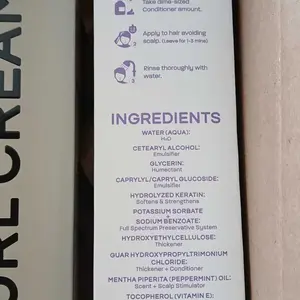 Take dime-sized
Conditioner amount.
2
Apply to hair avoiding
scalp. (Leave for 1-3 mins)
3
Rinse thoroughly with
water.
INGREDIENTS
WATER (AQUA):
H₂O
CETEARYL ALCOHOL:
Emulsifier
GLYCERIN:
Humectant
CAPRYLYL/CAPRYL GLUCOSIDE:
Emulsifier
HYDROLYZED KERATIN:
Softens & Strengthens
POTASSIUM SORBATE
&
SODIUM BENZOATE:
Full Spectrum Preservative System
HYDROXYETHYLCELLULOSE:
Thickener
GUAR HYDROXYPROPYLTRIMONIUM
CHLORIDE:
Thickener + Conditioner
MENTHA PIPERITA (PEPPERMINT) OIL:
Scent + Scalp Stimulator
TOCOPHEROL (VITAMIN E):
CREAM